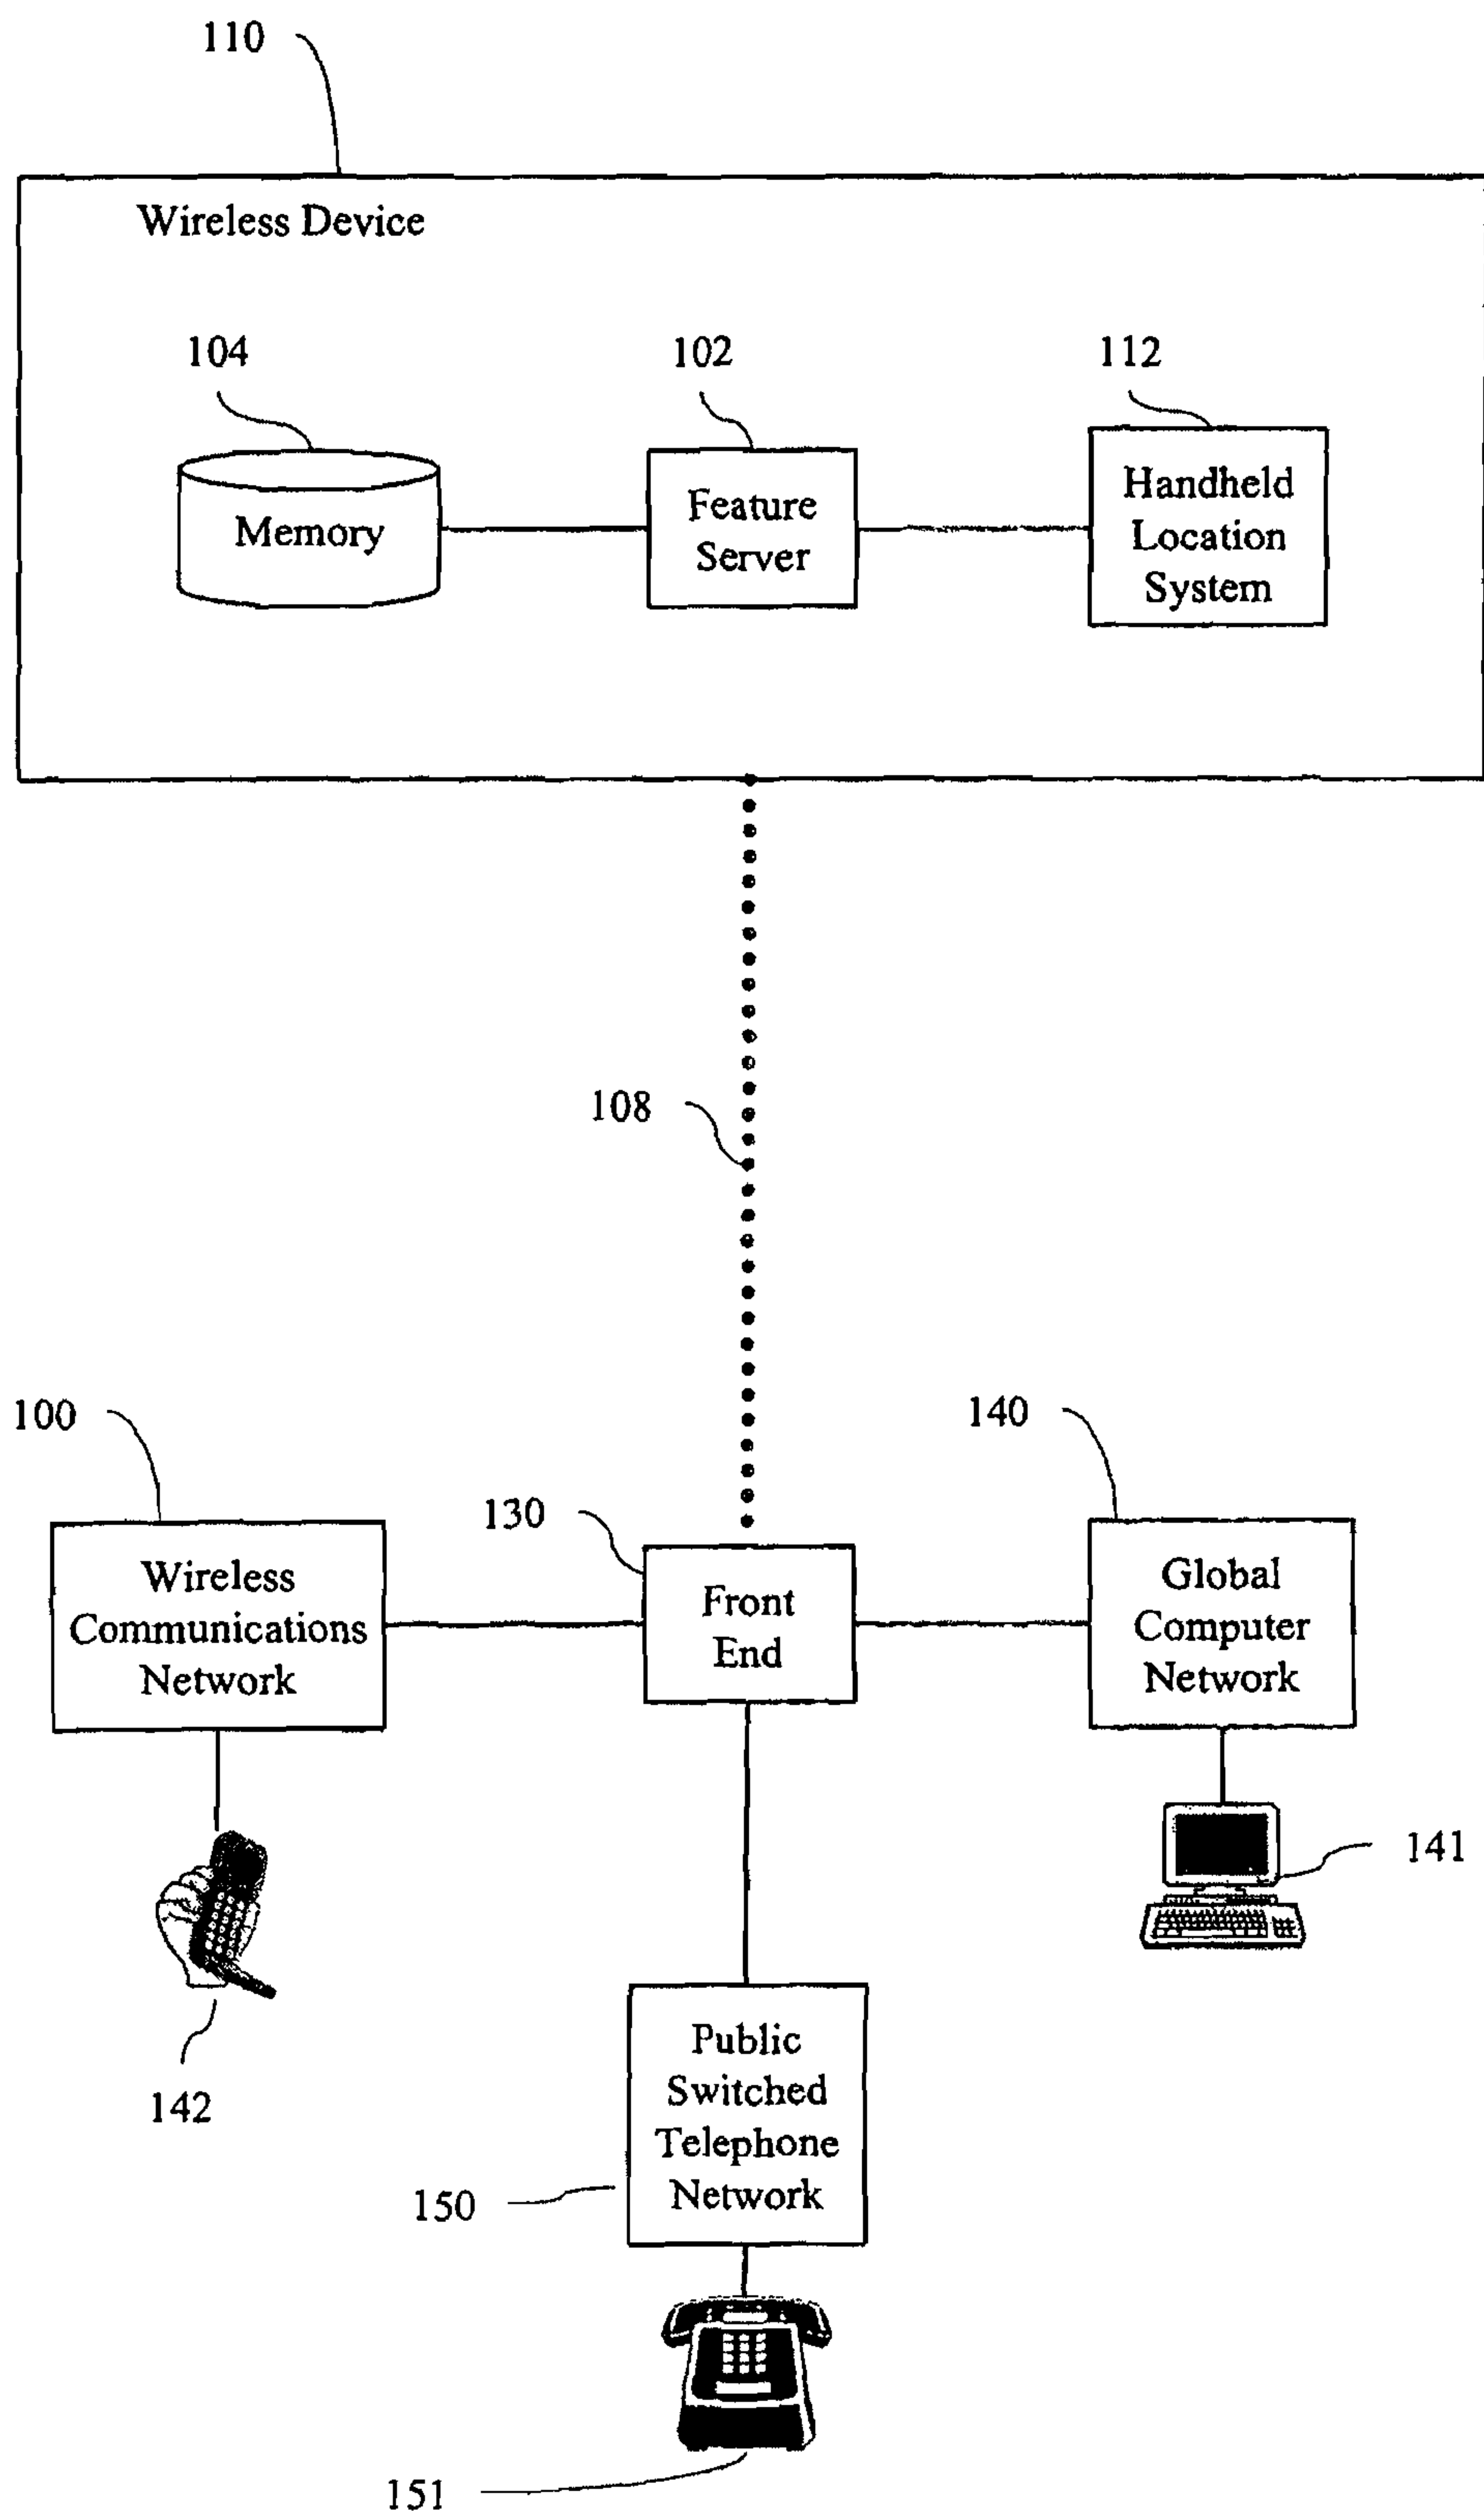 110
Wireless Device
104
102
112
Memory
Feature
Server
Handheld
Location
System
108
100
130
140
Wireless
Communications
Network
Front
End
Global
Computer
Network
141
142
Public
Switched
Telephone
Network
150
151